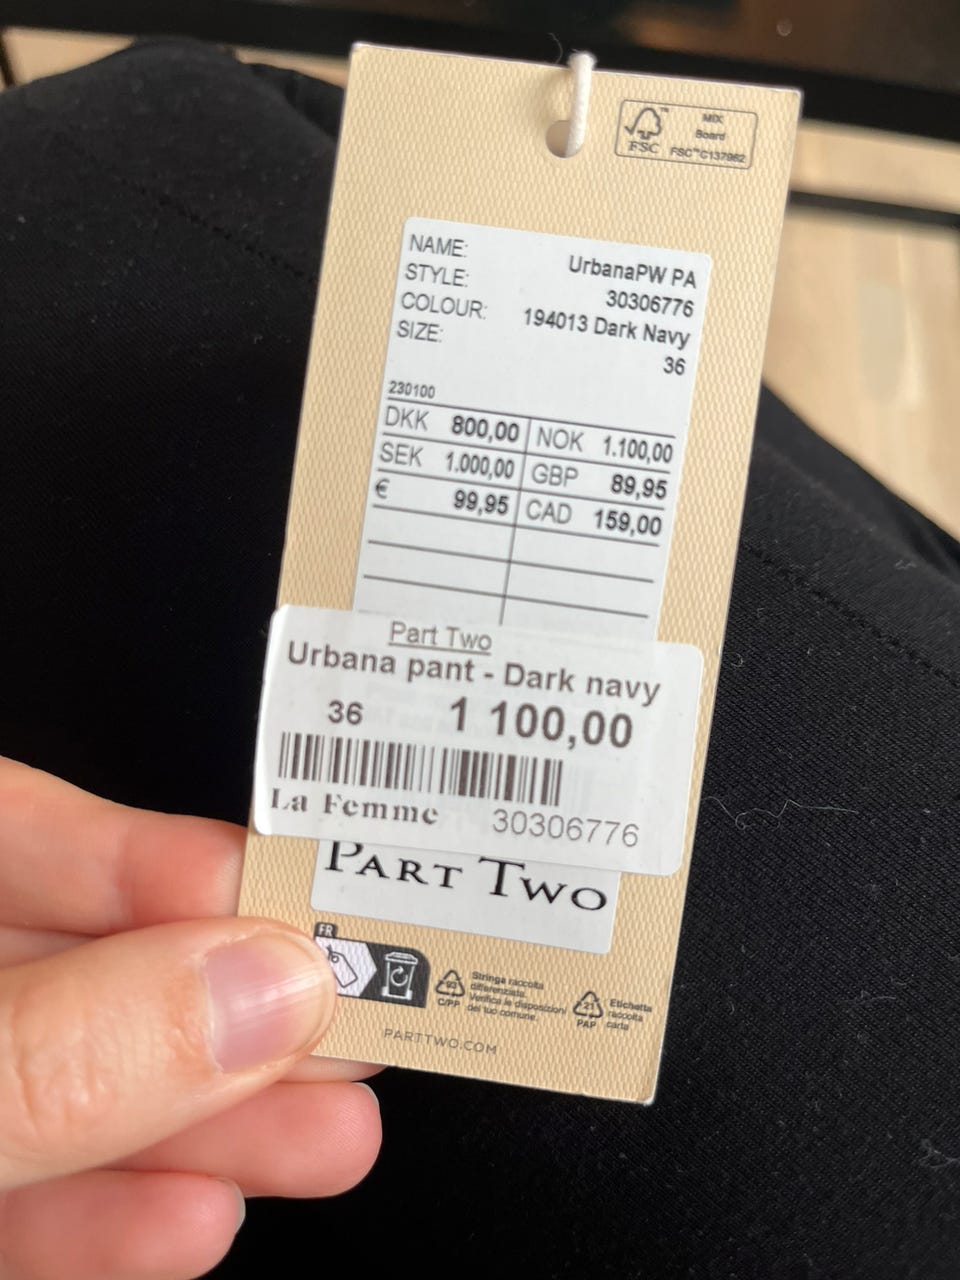 FSC™
MIX
Board
FSC™C137962
NAME: UrbanaPW PA
STYLE: 30306776
COLOUR: 194013 Dark Navy
SIZE: 36
230100
DKK 800,00 NOK 1.100,00
SEK 1.000,00 GBP 89,95
€ 99,95 CAD 159,00
Part Two
Urbana pant - Dark navy
36 1 100,00
La Femme 30306776
PART TWO
FR
93
C/PP
Stringa raccolta
differenziata.
Verifica le disposizioni
del tuo comune.
21
PAP
Etichetta
raccolta
carta
PARTTWO.COM